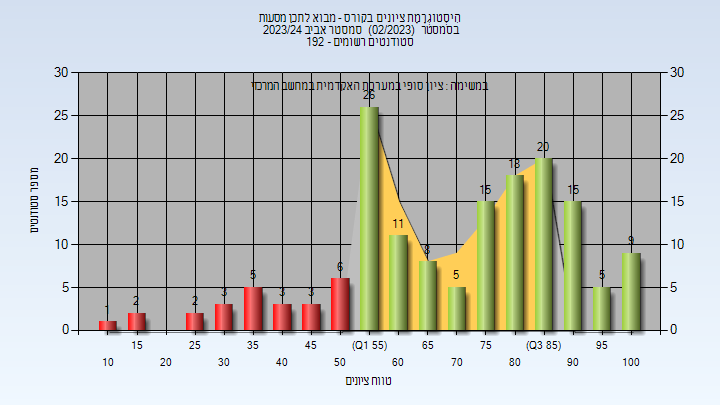 היסטוגרמת ציונים בקורס - מבוא לתכן מסעות
בסמסטר (02/2023) סמסטר אביב 2023/24
סטודנטים רשומים - 192
במשימה : ציון סופי במערכת האקדמית במחשב המרכזי
30 30
25 25
20 20
15 15
10 10
5 5
0 0
מספר סטודנטים
1 2 2 3 5 3 3 6 26 11 8 5 15 18 20 15 5 9
15 25 35 45 (Q1 55) 65 75 (Q3 85) 95
10 20 30 40 50 60 70 80 90 100
טווח ציונים